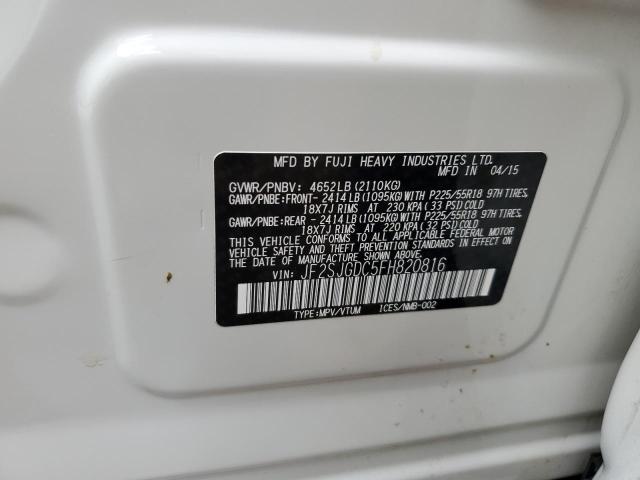 MFD BY FUJI HEAVY INDUSTRIES LTD.
MFD IN 04/15
GVWR/PNBV: 4652LB(2110KG)
GAWR/PNBE:FRONT- 2414LB(1095KG)WITH P225/55R18 97H TIRES,
18X7J RIMS AT 230 KPA(33 PSI)COLD
GAWR/PNBE:REAR - 2414LB(1095KG)WITH P225/55R18 97H TIRES,
18X7J RIMS AT 220 KPA(32 PSI)COLD
THIS VEHICLE CONFORMS TO ALL APPLICABLE FEDERAL MOTOR
VEHICLE SAFETY STANDARDS IN EFFECT ON THE DATE OF
MANUFACTURE SHOWN ABOVE.
VIN: JF2SJGDC5FH820816
TYPE:MPV/VTUM ICES/NMB-002